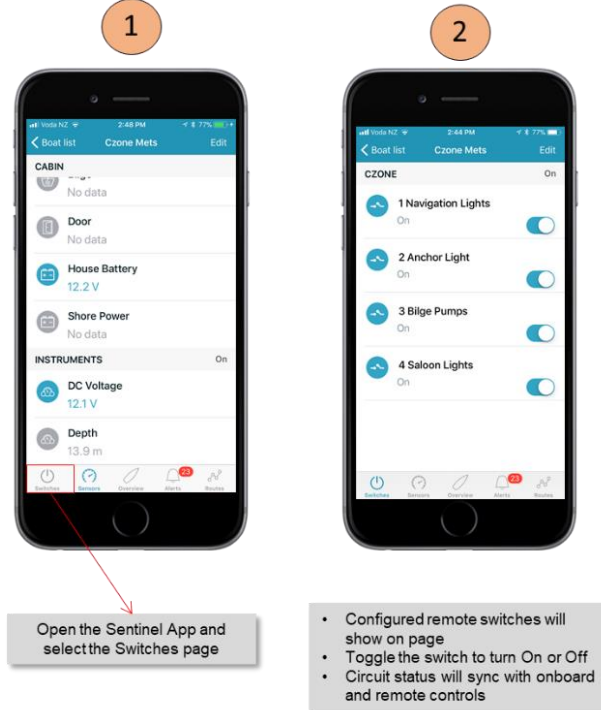 1
Voda NZ 2:48 PM 77%
Boat list Czone Mets Edit
CABIN
No data
Door
No data
House Battery
12.2 V
Shore Power
No data
INSTRUMENTS On
DC Voltage
12.1 V
Depth
13.9 m
23
Switches Sensors Overview Alerts Routes
Open the Sentinel App and
select the Switches page
2
Voda NZ 2:44 PM 77%
Boat list Czone Mets Edit
CZONE On
1 Navigation Lights
On
2 Anchor Light
On
3 Bilge Pumps
On
4 Saloon Lights
On
23
Switches Sensors Overview Alerts Routes
• Configured remote switches will
show on page
• Toggle the switch to turn On or Off
• Circuit status will sync with onboard
and remote controls